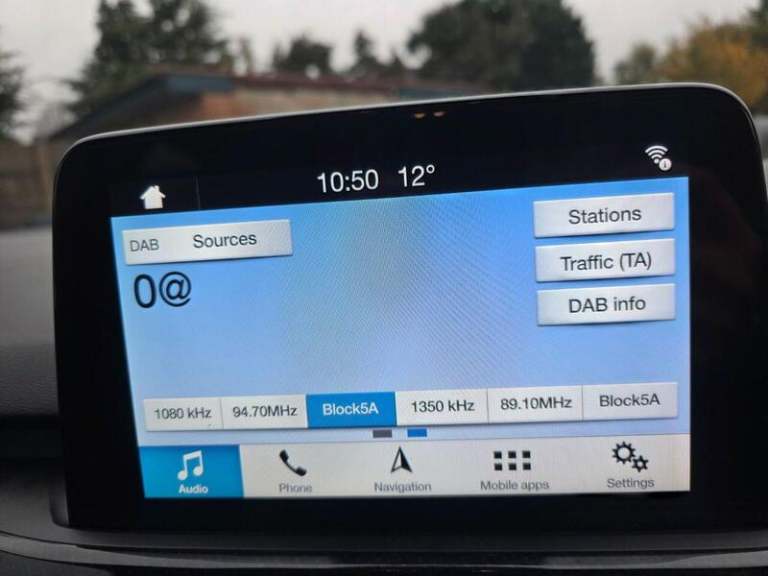 10:50 12°
DAB Sources
0@
Stations
Traffic (TA)
DAB info
1080 kHz 94.70MHz Block5A 1350 kHz 89.10MHz Block5A
Audio Phone Navigation Mobile apps Settings